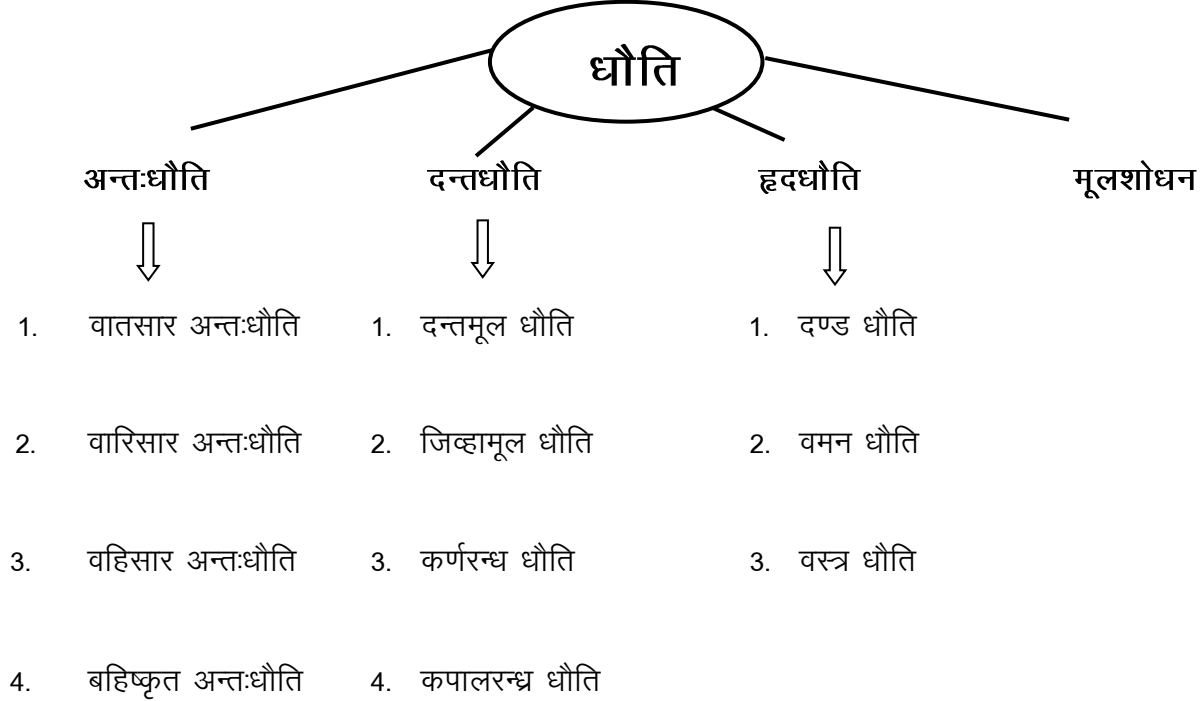 धौति
अन्तःधौति दन्तधौति हृदधौति मूलशोधन
1. वातसार अन्तःधौति 1. दन्तमूल धौति 1. दण्ड धौति
2. वारिसार अन्तःधौति 2. जिव्हामूल धौति 2. वमन धौति
3. वहिसार अन्तःधौति 3. कर्णरन्ध धौति 3. वस्त्र धौति
4. बहिष्कृत अन्तःधौति 4. कपालरन्ध्र धौति